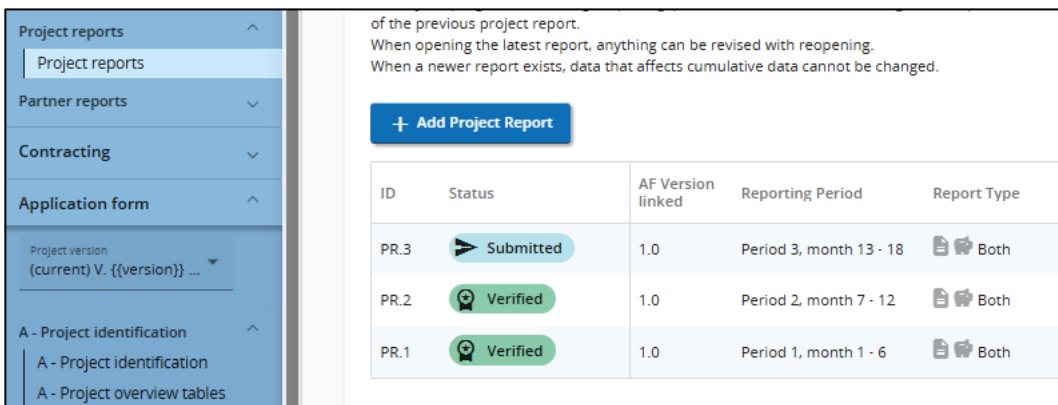 Project reports
Project reports
Partner reports
Contracting
Application form
Project version
(current) V. {{version}} ...
A - Project identification
A - Project identification
A - Project overview tables
of the previous project report.
When opening the latest report, anything can be revised with reopening.
When a newer report exists, data that affects cumulative data cannot be changed.
+ Add Project Report
ID Status AF Version linked Reporting Period Report Type
PR.3 Submitted 1.0 Period 3, month 13 - 18 Both
PR.2 Verified 1.0 Period 2, month 7 - 12 Both
PR.1 Verified 1.0 Period 1, month 1 - 6 Both